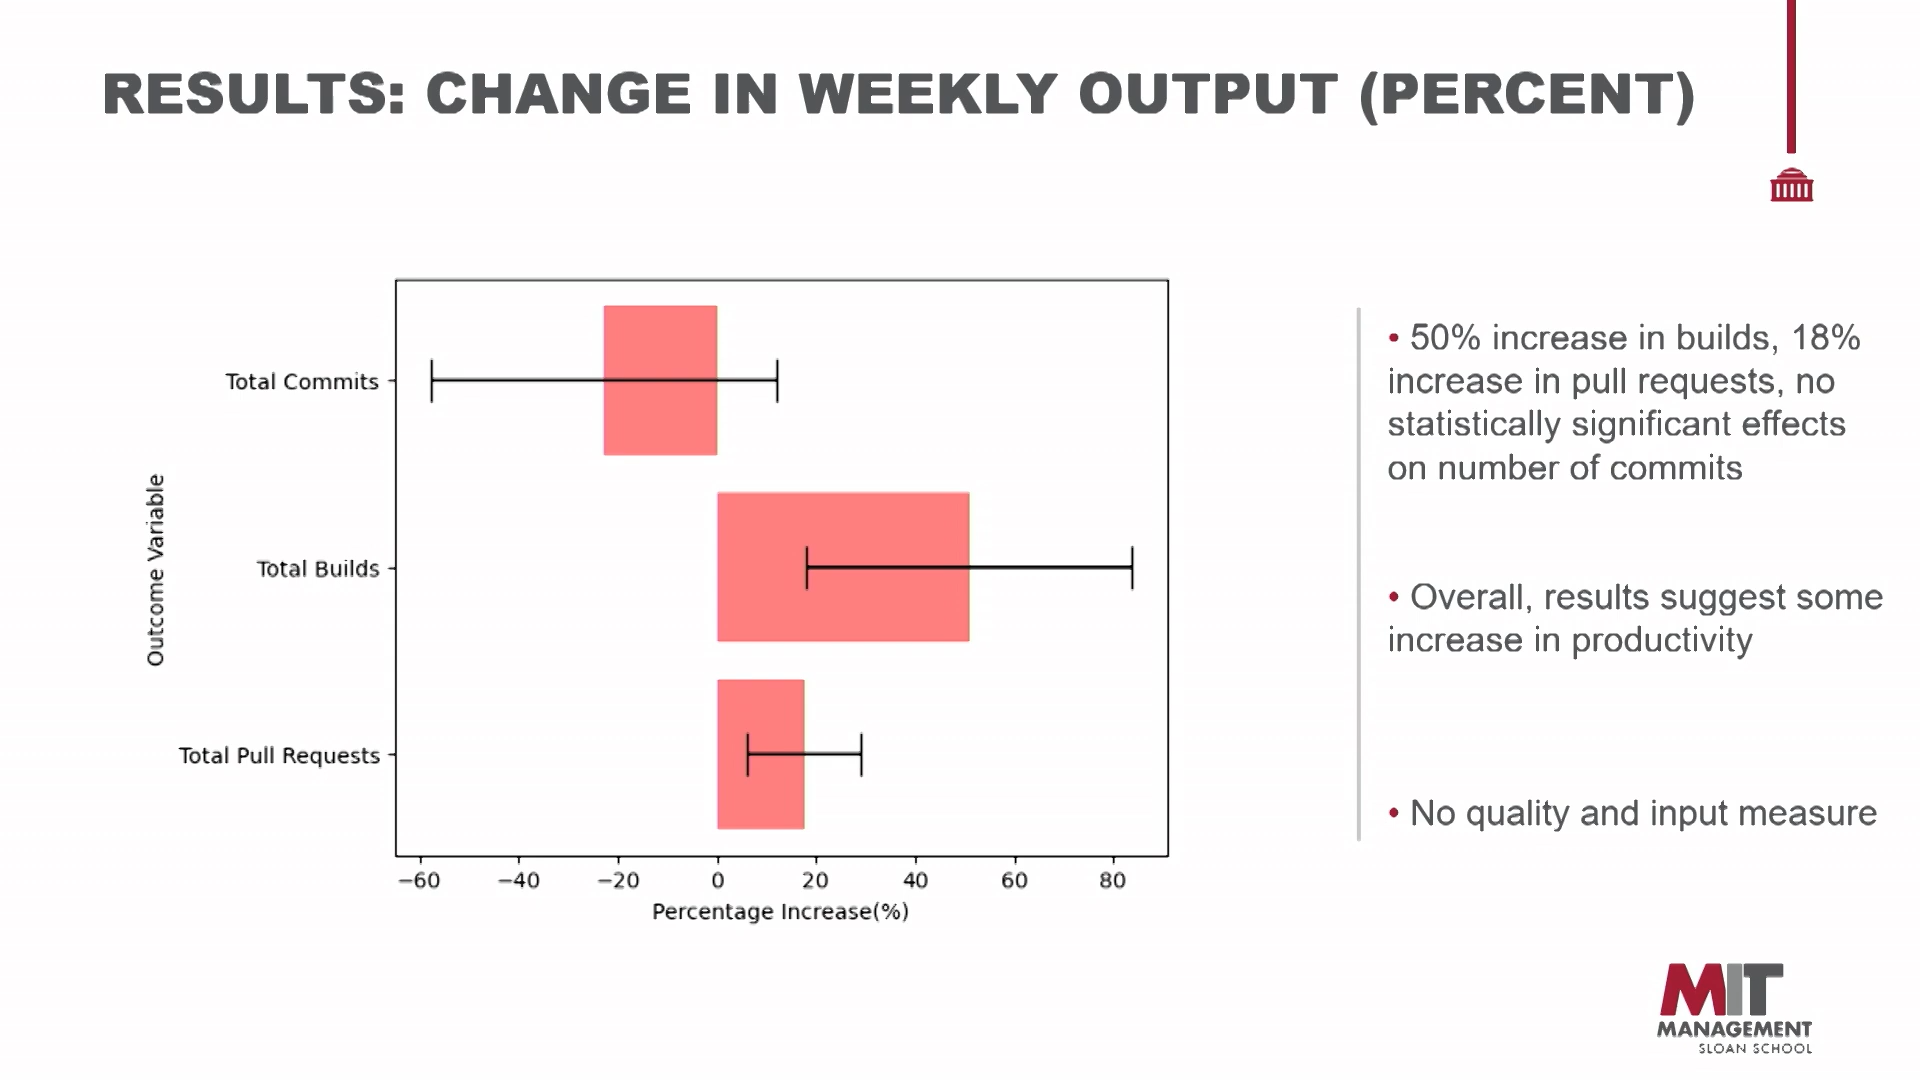 RESULTS: CHANGE IN WEEKLY OUTPUT (PERCENT)
Outcome Variable
Total Commits
Total Builds
Total Pull Requests
−60 −40 −20 0 20 40 60 80
Percentage Increase(%)
• 50% increase in builds, 18%
increase in pull requests, no
statistically significant effects
on number of commits
• Overall, results suggest some
increase in productivity
• No quality and input measure
MIT
MANAGEMENT
SLOAN SCHOOL